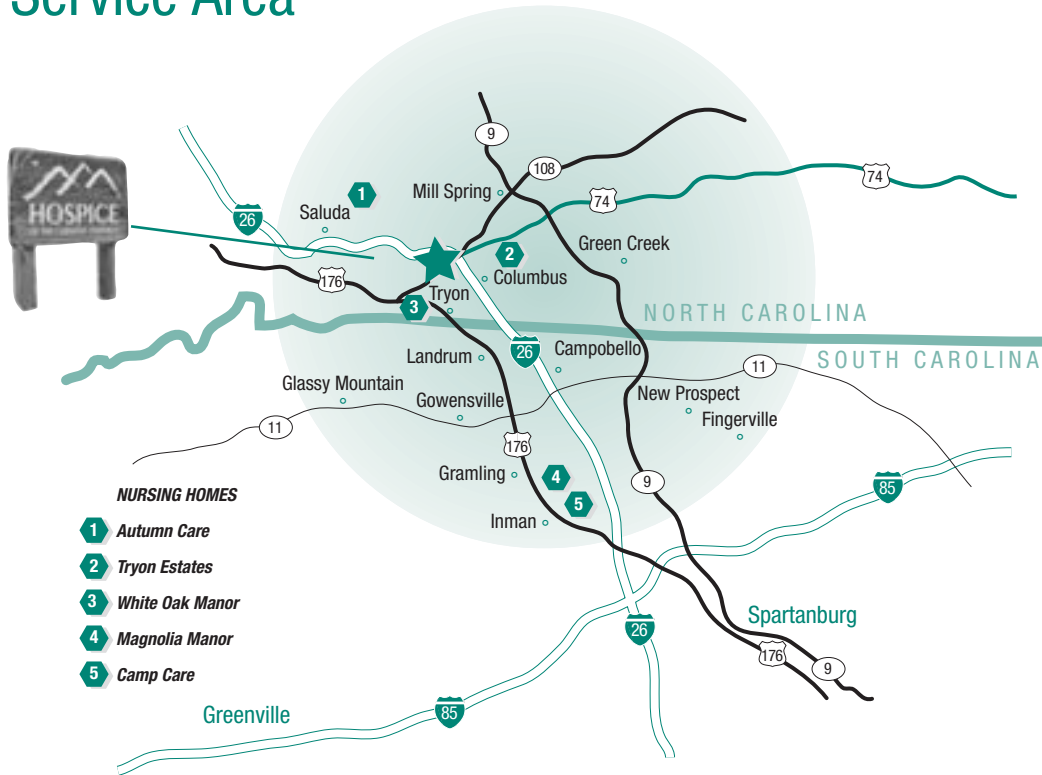 Service Area
9
108
74
74
Mill Spring
1
Saluda
26
HOSPICE
2
Green Creek
Columbus
176
Tryon
3
NORTH CAROLINA
SOUTH CAROLINA
26
Campobello
Landrum
11
Glassy Mountain
Gowensville
New Prospect
Fingerville
11
176
Gramling
4
5
9
85
Inman
NURSING HOMES
1 Autumn Care
2 Tryon Estates
3 White Oak Manor
4 Magnolia Manor
5 Camp Care
26
Spartanburg
176
9
85
Greenville